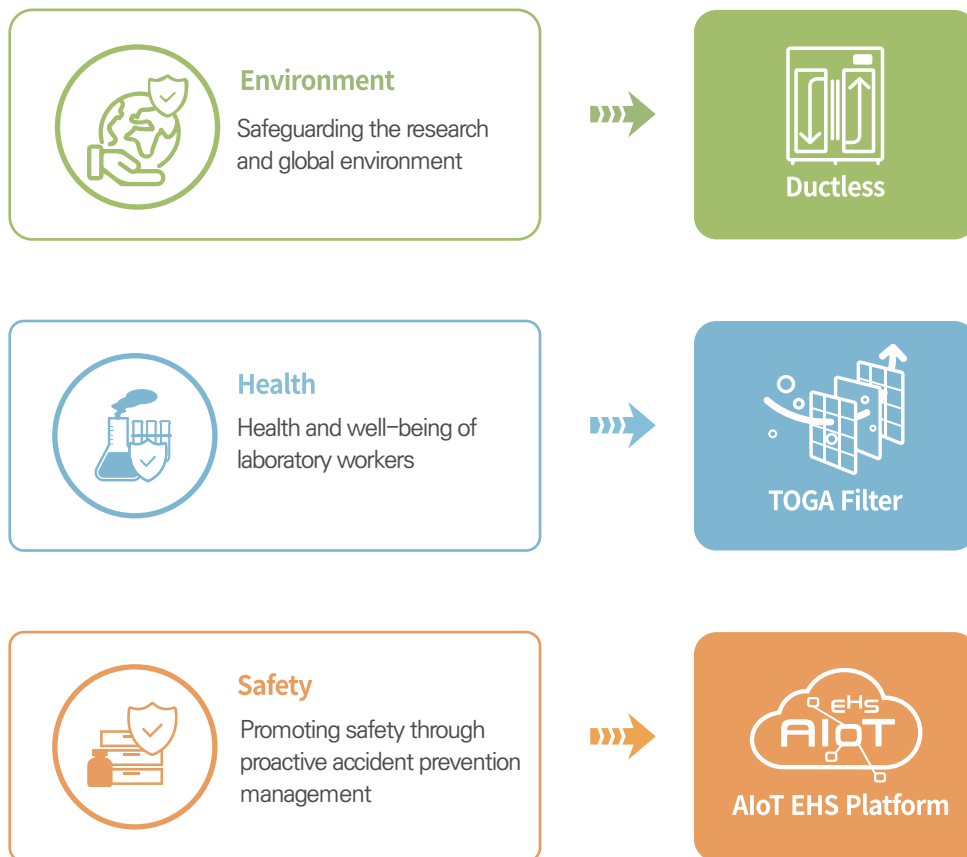 Environment
Safeguarding the research
and global environment
Ductless
Health
Health and well-being of
laboratory workers
TOGA Filter
Safety
Promoting safety through
proactive accident prevention
management
EHS
AIoT
AIoT EHS Platform